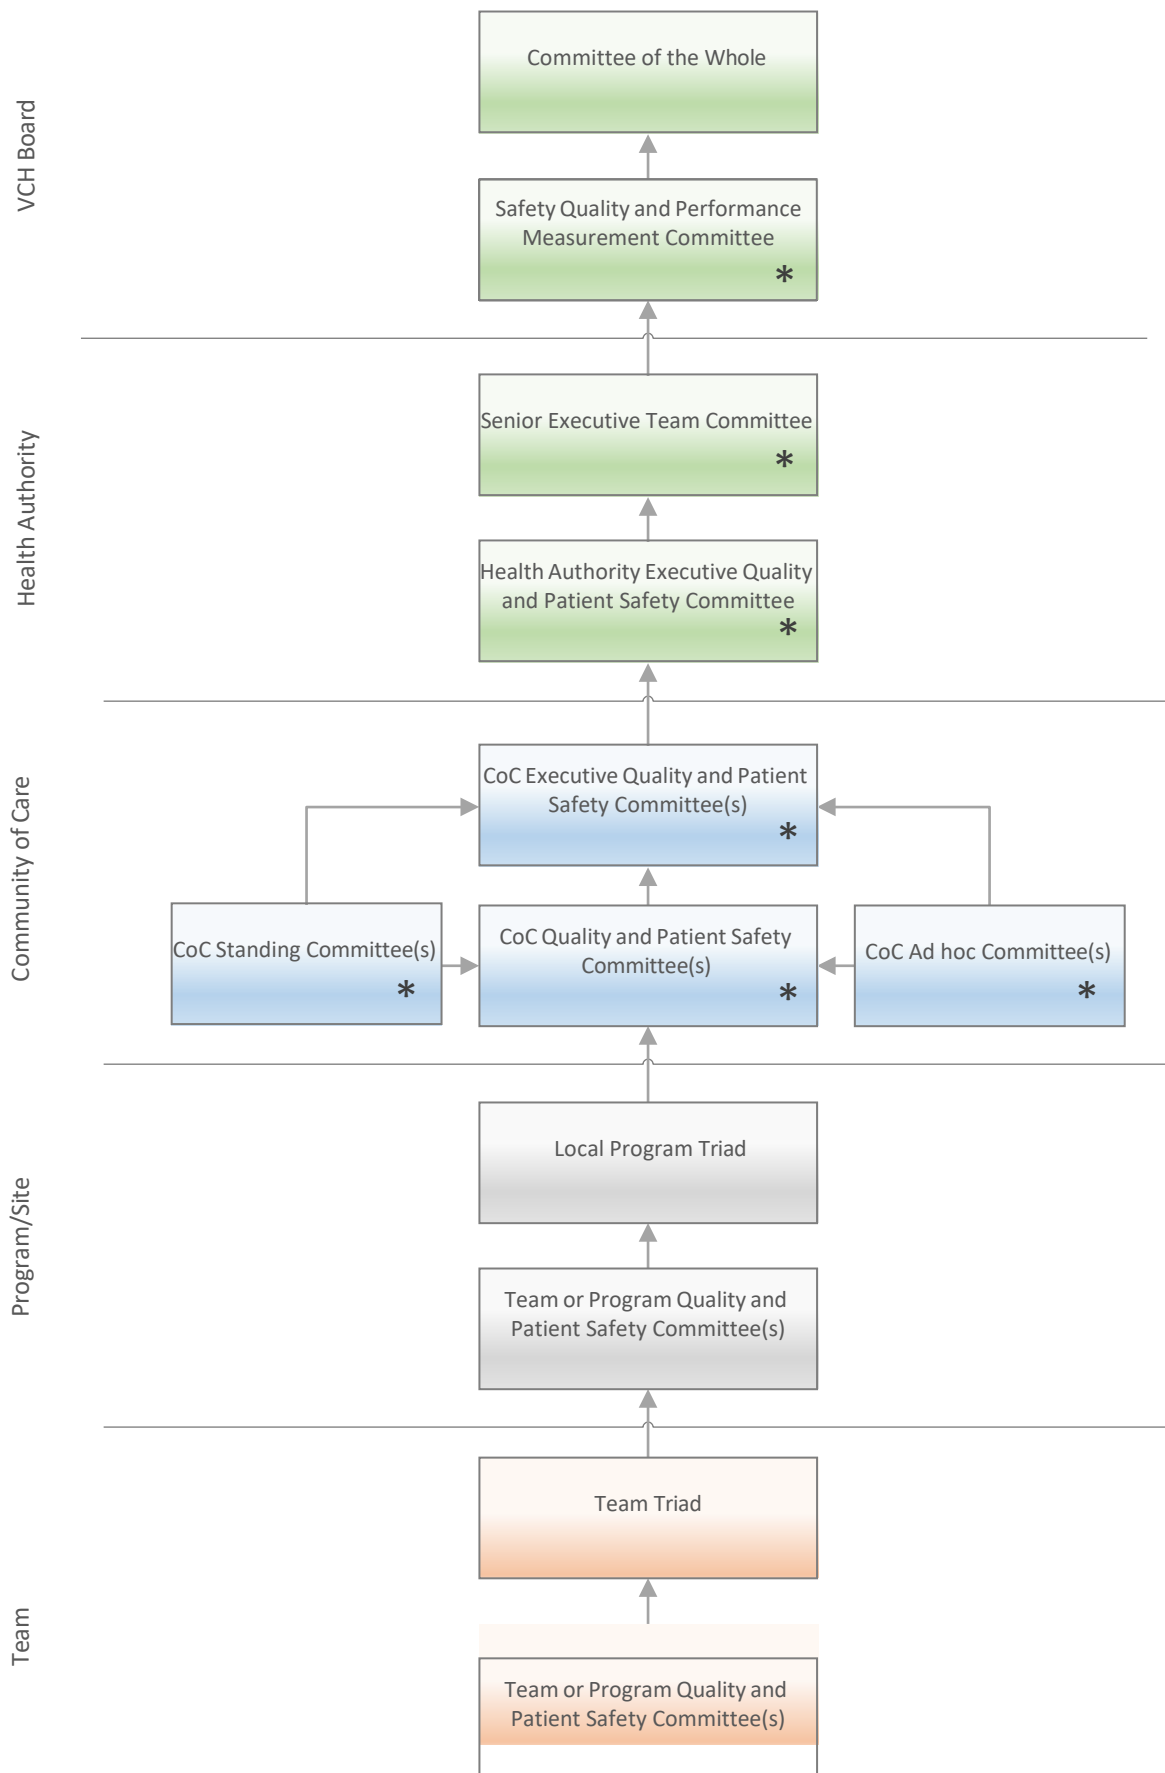 VCH Board
Committee of the Whole
Safety Quality and Performance
Measurement Committee
*
Health Authority
Senior Executive Team Committee
*
Health Authority Executive Quality
and Patient Safety Committee
*
Community of Care
CoC Executive Quality and Patient
Safety Committee(s)
*
CoC Standing Committee(s)
*
CoC Quality and Patient Safety
Committee(s)
*
CoC Ad hoc Committee(s)
*
Program/Site
Local Program Triad
Team or Program Quality and
Patient Safety Committee(s)
Team
Team Triad
Team or Program Quality and
Patient Safety Committee(s)